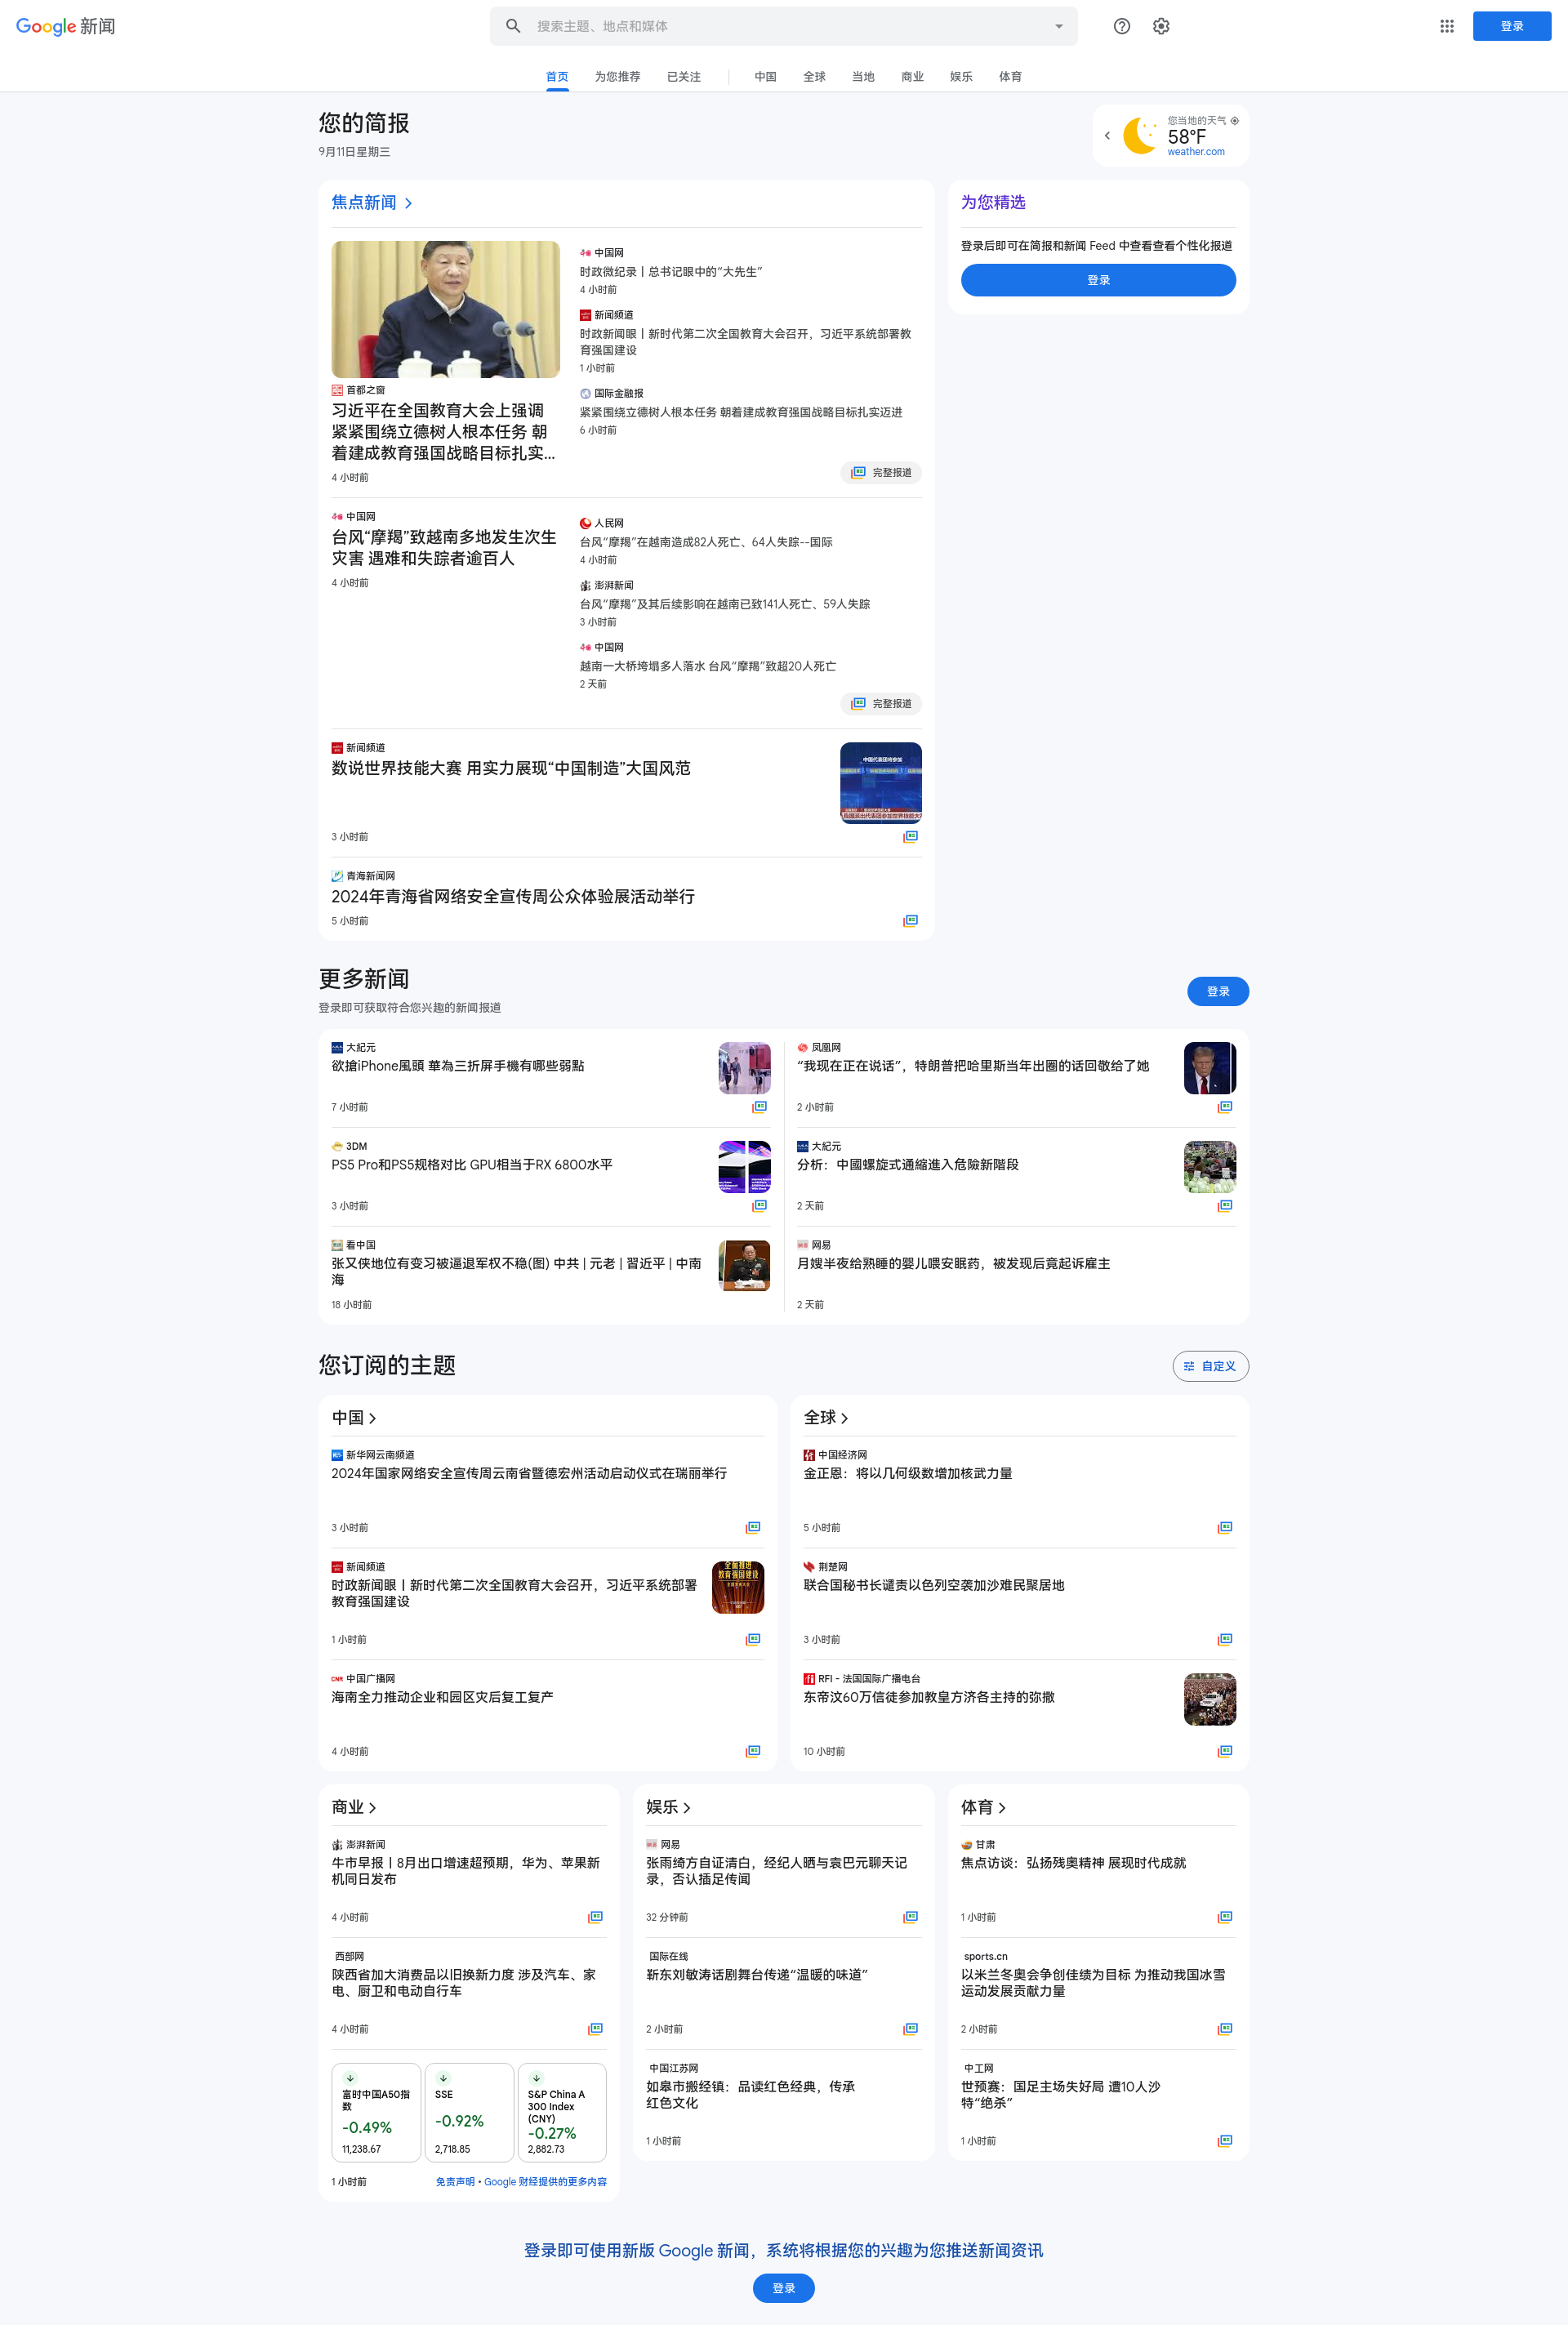 Google 新闻
搜索主题、地点和媒体
登录
首页
为您推荐
已关注
中国
全球
当地
商业
娱乐
体育
您的简报
9月11日星期三
您当地的天气
58°F
weather.com
焦点新闻
首都之窗
习近平在全国教育大会上强调
紧紧围绕立德树人根本任务 朝
着建成教育强国战略目标扎实...
4 小时前
中国网
时政微纪录丨总书记眼中的“大先生”
4 小时前
新闻频道
时政新闻眼丨新时代第二次全国教育大会召开，习近平系统部署教
育强国建设
1 小时前
国际金融报
紧紧围绕立德树人根本任务 朝着建成教育强国战略目标扎实迈进
6 小时前
完整报道
为您精选
登录后即可在简报和新闻 Feed 中查看查看个性化报道
登录
中国网
台风“摩羯”致越南多地发生次生
灾害 遇难和失踪者逾百人
4 小时前
人民网
台风“摩羯”在越南造成82人死亡、64人失踪--国际
4 小时前
澎湃新闻
台风“摩羯”及其后续影响在越南已致141人死亡、59人失踪
3 小时前
中国网
越南一大桥垮塌多人落水 台风“摩羯”致超20人死亡
2 天前
完整报道
新闻频道
数说世界技能大赛 用实力展现“中国制造”大国风范
中国代表团将参加
3 小时前
青海新闻网
2024年青海省网络安全宣传周公众体验展活动举行
5 小时前
更多新闻
登录即可获取符合您兴趣的新闻报道
登录
大紀元
欲搶iPhone風頭 華為三折屏手機有哪些弱點
7 小时前
3DM
PS5 Pro和PS5规格对比 GPU相当于RX 6800水平
3 小时前
看中国
张又侠地位有变习被逼退军权不稳(图) 中共 | 元老 | 習近平 | 中南
海
18 小时前
凤凰网
“我现在正在说话”，特朗普把哈里斯当年出圈的话回敬给了她
2 小时前
大紀元
分析：中國螺旋式通縮進入危險新階段
2 天前
网易
月嫂半夜给熟睡的婴儿喂安眠药，被发现后竟起诉雇主
2 天前
您订阅的主题
自定义
中国
新华网云南频道
2024年国家网络安全宣传周云南省暨德宏州活动启动仪式在瑞丽举行
3 小时前
新闻频道
时政新闻眼丨新时代第二次全国教育大会召开，习近平系统部署
教育强国建设
教育强国建设
1 小时前
中国广播网
海南全力推动企业和园区灾后复工复产
4 小时前
全球
中国经济网
金正恩：将以几何级数增加核武力量
5 小时前
荆楚网
联合国秘书长谴责以色列空袭加沙难民聚居地
3 小时前
RFI - 法国国际广播电台
东帝汶60万信徒参加教皇方济各主持的弥撒
10 小时前
商业
澎湃新闻
牛市早报丨8月出口增速超预期，华为、苹果新
机同日发布
4 小时前
西部网
陕西省加大消费品以旧换新力度 涉及汽车、家
电、厨卫和电动自行车
4 小时前
富时中国A50指
数
-0.49%
11,238.67
SSE
-0.92%
2,718.85
S&P China A
300 Index
(CNY)
-0.27%
2,882.73
1 小时前
免责声明 • Google 财经提供的更多内容
娱乐
网易
张雨绮方自证清白，经纪人晒与袁巴元聊天记
录，否认插足传闻
32 分钟前
国际在线
靳东刘敏涛话剧舞台传递“温暖的味道”
2 小时前
中国江苏网
如皋市搬经镇：品读红色经典，传承
红色文化
1 小时前
体育
甘肃
焦点访谈：弘扬残奥精神 展现时代成就
1 小时前
sports.cn
以米兰冬奥会争创佳绩为目标 为推动我国冰雪
运动发展贡献力量
2 小时前
中工网
世预赛：国足主场失好局 遭10人沙
特“绝杀”
1 小时前
登录即可使用新版 Google 新闻，系统将根据您的兴趣为您推送新闻资讯
登录